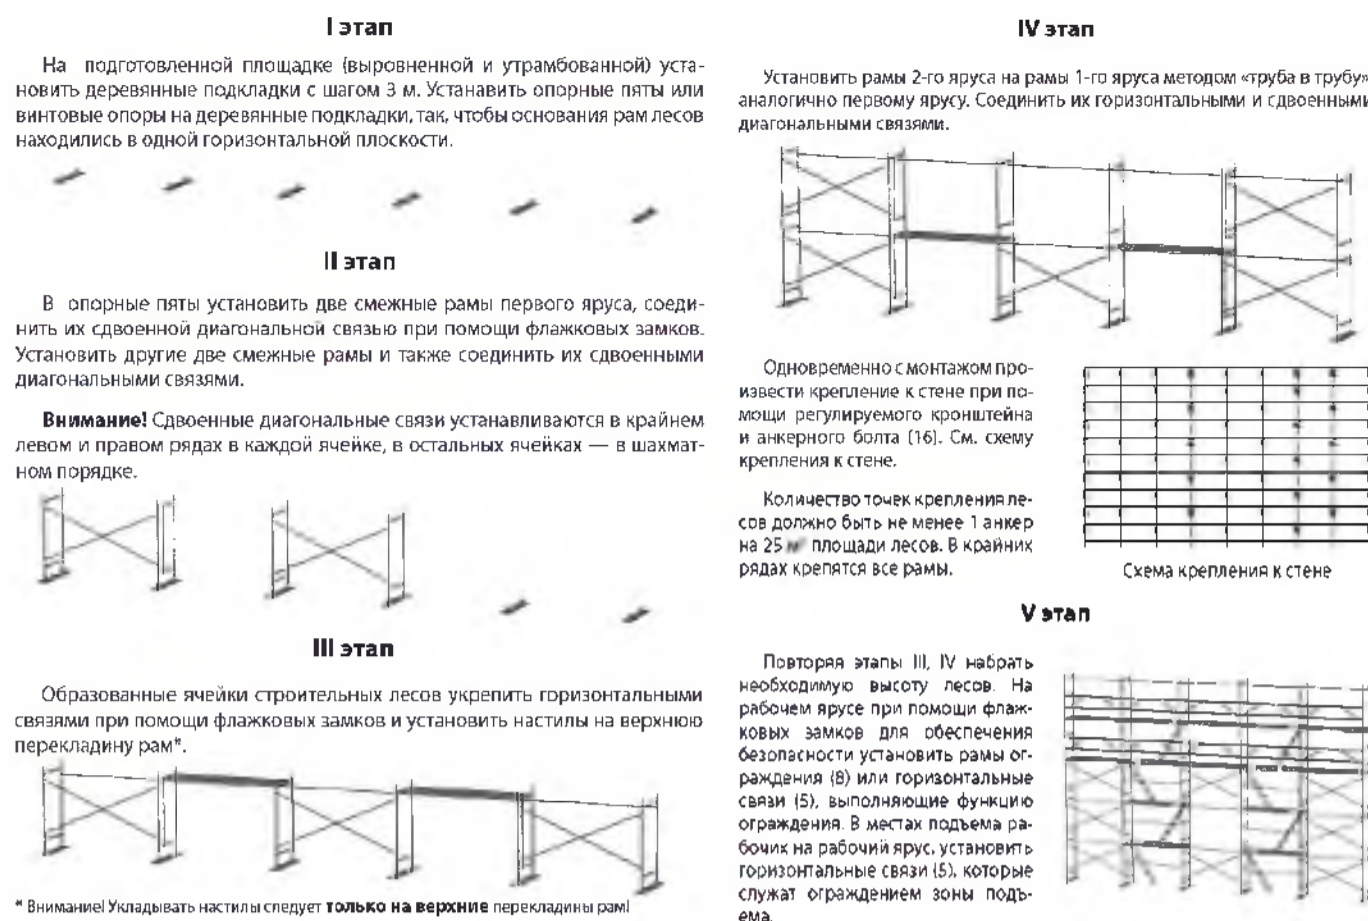 I этап
На подготовленной площадке (выровненной и утрамбованной) уста-
новить деревянные подкладки с шагом 3 м. Устанавить опорные пяты или
винтовые опоры на деревянные подкладки, так, чтобы основания рам лесов
находились в одной горизонтальной плоскости.
II этап
В опорные пяты установить две смежные рамы первого яруса, соеди-
нить их сдвоенной диагональной связью при помощи флажковых замков.
Установить другие две смежные рамы и также соединить их сдвоенными
диагональными связями.
Внимание! Сдвоенные диагональные связи устанавливаются в крайнем
левом и правом рядах в каждой ячейке, в остальных ячейках — в шахмат-
ном порядке.
III этап
Образованные ячейки строительных лесов укрепить горизонтальными
связями при помощи флажковых замков и установить настилы на верхнюю
перекладину рам*.
* Внимание! Укладывать настилы следует только на верхние перекладины рам!
IV этап
Установить рамы 2-го яруса на рамы 1-го яруса методом «труба в трубу»
аналогично первому ярусу. Соединить их горизонтальными и сдвоенными
диагональными связями.
Одновременно с монтажом про-
извести крепление к стене при по-
мощи регулируемого кронштейна
и анкерного болта (16). См. схему
крепления к стене.
Количество точек крепления ле-
сов должно быть не менее 1 анкер
на 25 м² площади лесов. В крайних
рядах крепятся все рамы.
Схема крепления к стене
V этап
Повторяя этапы III, IV набрать
необходимую высоту лесов. На
рабочем ярусе при помощи флаж-
ковых замков для обеспечения
безопасности установить рамы ог-
раждения (8) или горизонтальные
связи (5), выполняющие функцию
ограждения. В местах подъема ра-
бочих на рабочий ярус, установить
горизонтальные связи (5), которые
служат ограждением зоны подъ-
ема.